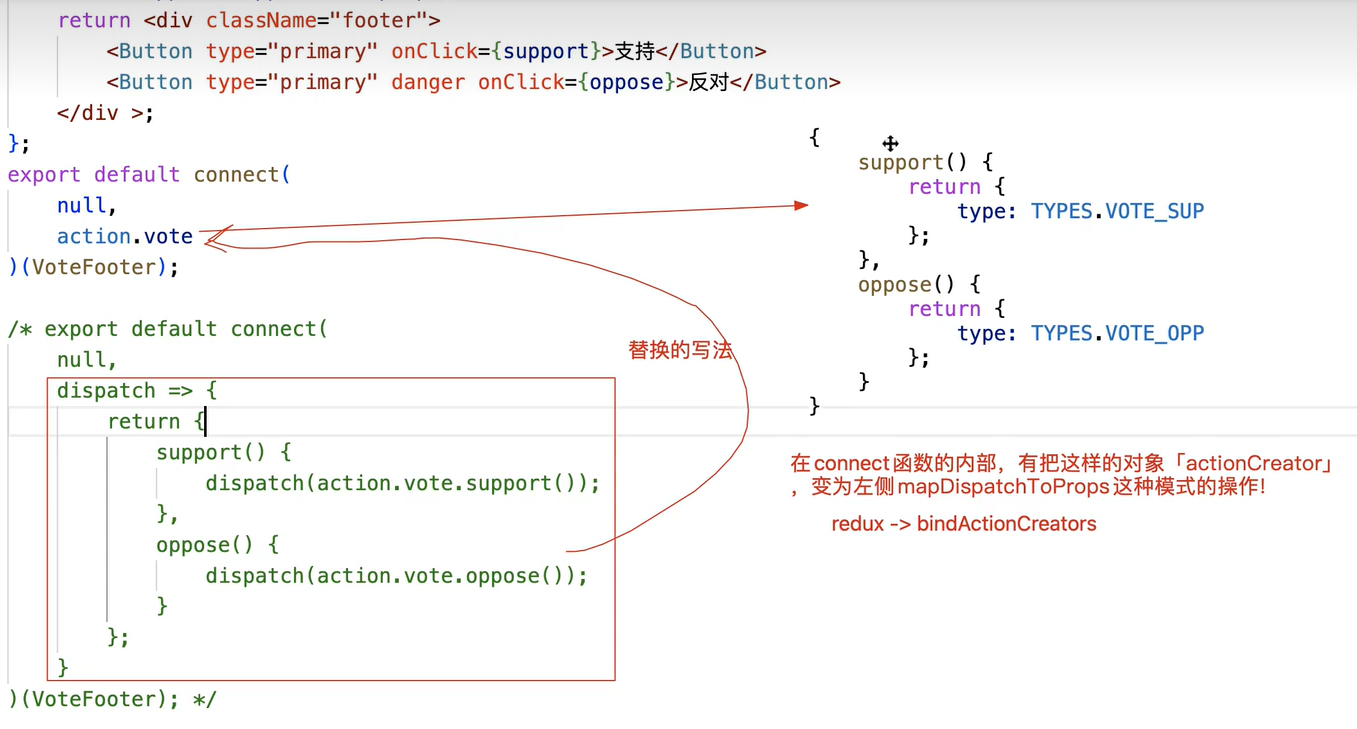 return <div className="footer">
<Button type="primary" onClick={support}>支持</Button>
<Button type="primary" danger onClick={oppose}>反对</Button>
</div >;
};
export default connect(
null,
action.vote
)(VoteFooter);
/* export default connect(
null,
dispatch => {
return {
support() {
dispatch(action.vote.support());
},
oppose() {
dispatch(action.vote.oppose());
}
};
}
)(VoteFooter); */
替换的写法
{
support() {
return {
type: TYPES.VOTE_SUP
};
},
oppose() {
return {
type: TYPES.VOTE_OPP
};
}
}
在connect函数的内部，有把这样的对象「actionCreator」
，变为左侧mapDispatchToProps这种模式的操作!
redux -> bindActionCreators